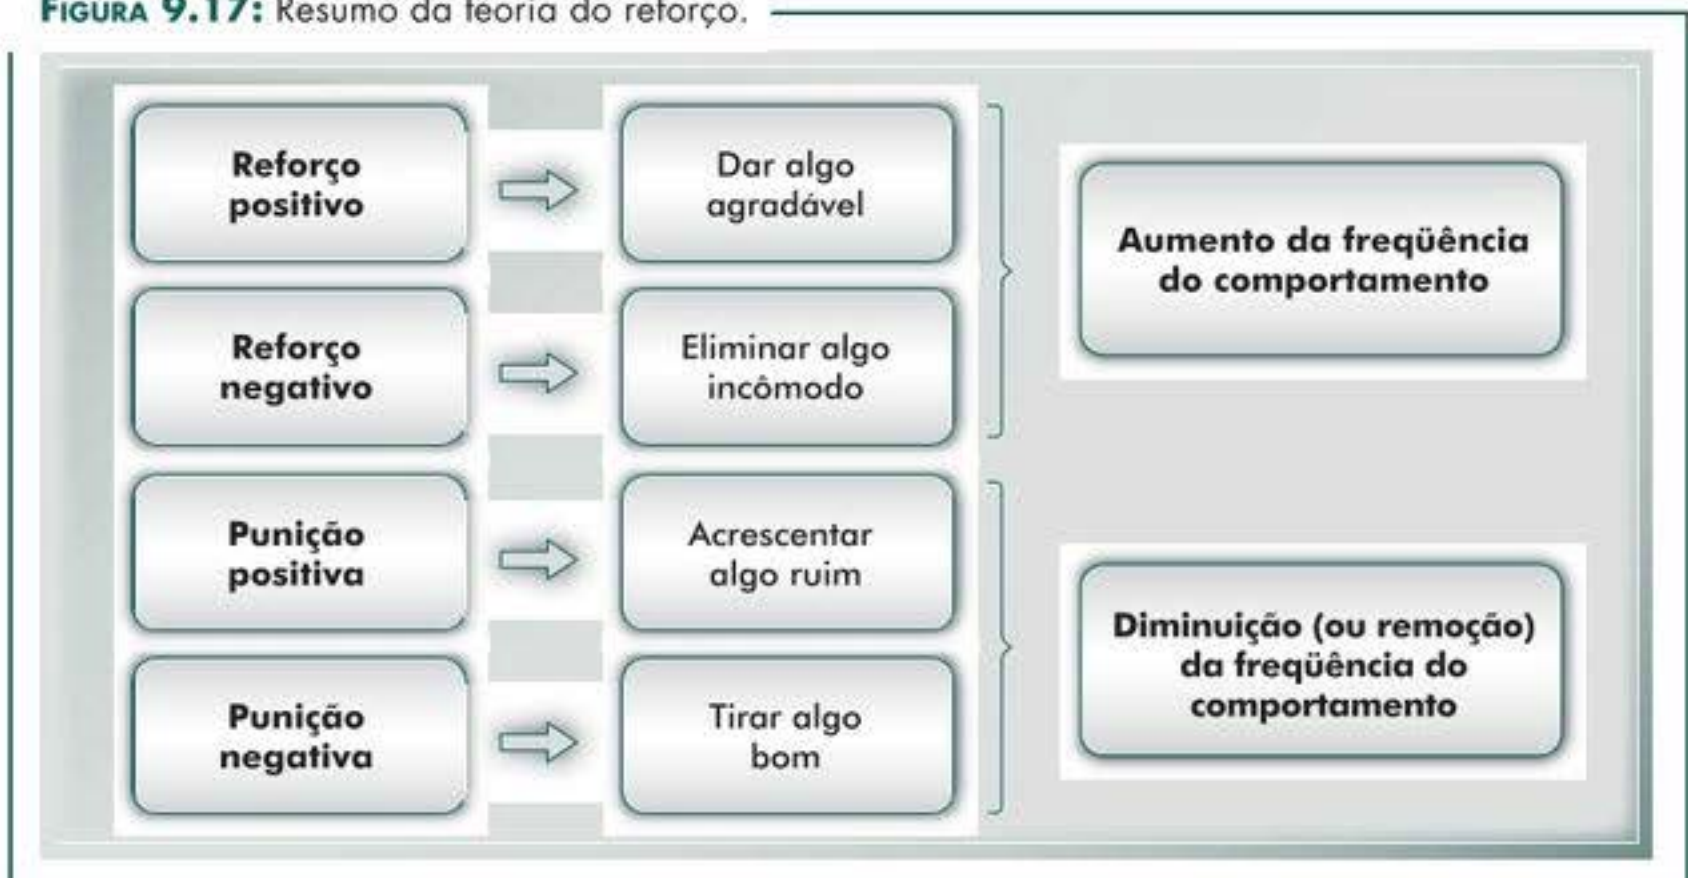 FIGURA 9.17: Resumo da teoria do reforço.
Reforço
positivo
Dar algo
agradável
Reforço
negativo
Eliminar algo
incômodo
Aumento da freqüência
do comportamento
Punição
positiva
Acrescentar
algo ruim
Punição
negativa
Tirar algo
bom
Diminuição (ou remoção)
da freqüência do
comportamento